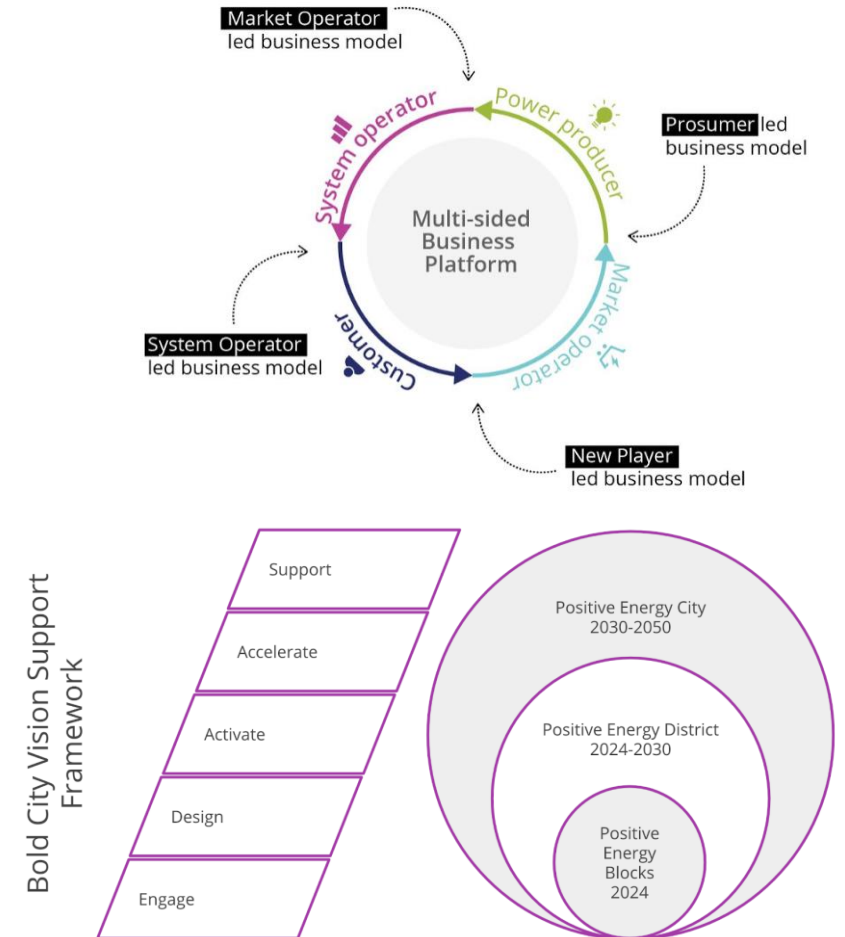 Market Operator
led business model
System operator
Power producer
Prosumer led
business model
Multi-sided
Business
Platform
Market operator
Customer
System Operator
led business model
New Player
led business model
Bold City Vision Support
Framework
Support
Accelerate
Activate
Design
Engage
Positive Energy City
2030-2050
Positive Energy District
2024-2030
Positive
Energy
Blocks
2024